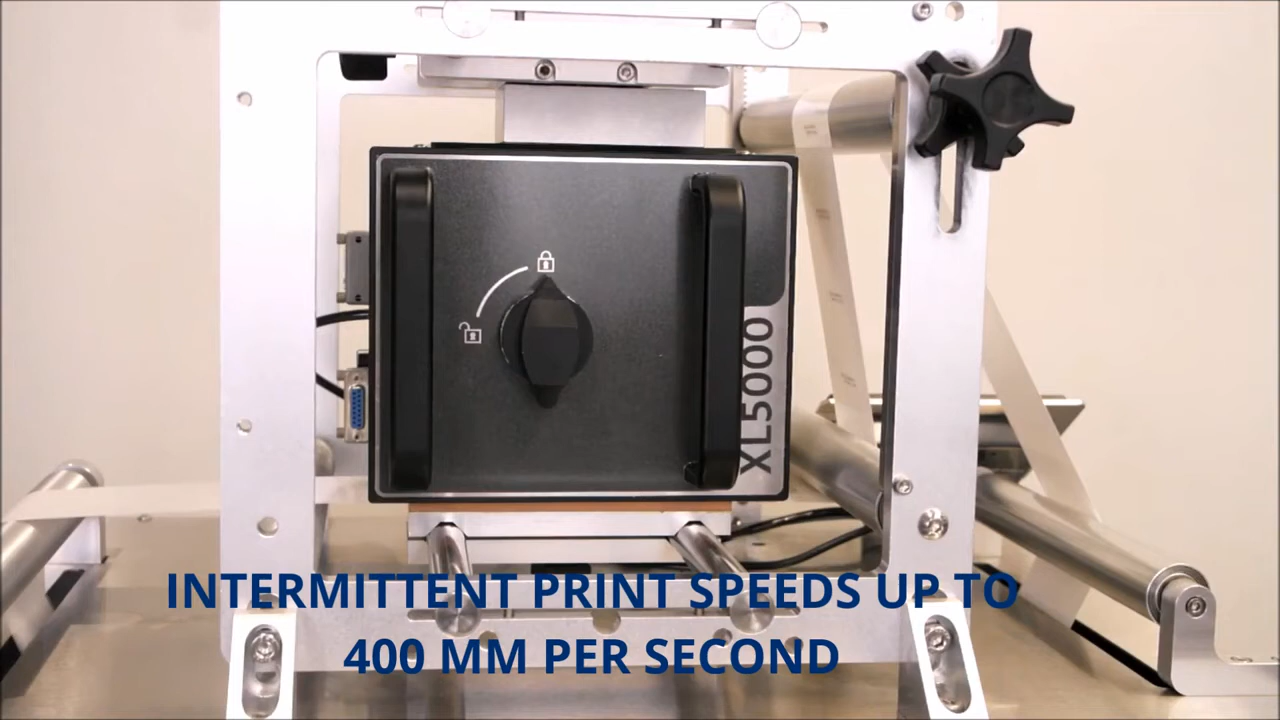 XL5000
INTERMITTENT PRINT SPEEDS UP TO
400 MM PER SECOND